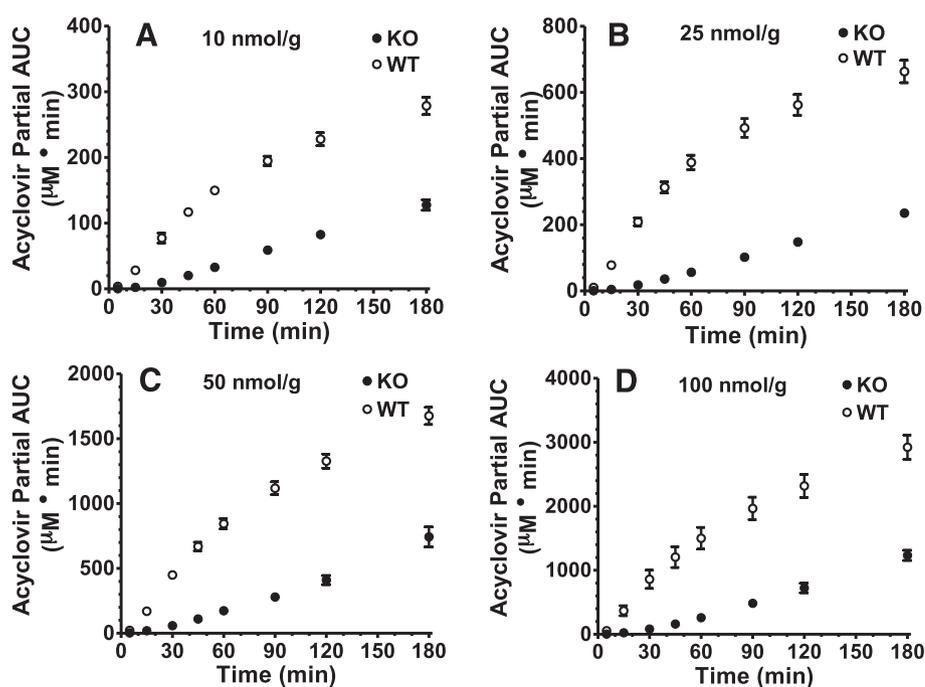 A
10 nmol/g
KO
WT
Acyclovir Partial AUC
(μM • min)
400
300
200
100
0
0 30 60 90 120 150 180
Time (min)
B
25 nmol/g
KO
WT
Acyclovir Partial AUC
(μM • min)
800
600
400
200
0
0 30 60 90 120 150 180
Time (min)
C
50 nmol/g
KO
WT
Acyclovir Partial AUC
(μM • min)
2000
1500
1000
500
0
0 30 60 90 120 150 180
Time (min)
D
100 nmol/g
KO
WT
Acyclovir Partial AUC
(μM • min)
4000
3000
2000
1000
0
0 30 60 90 120 150 180
Time (min)